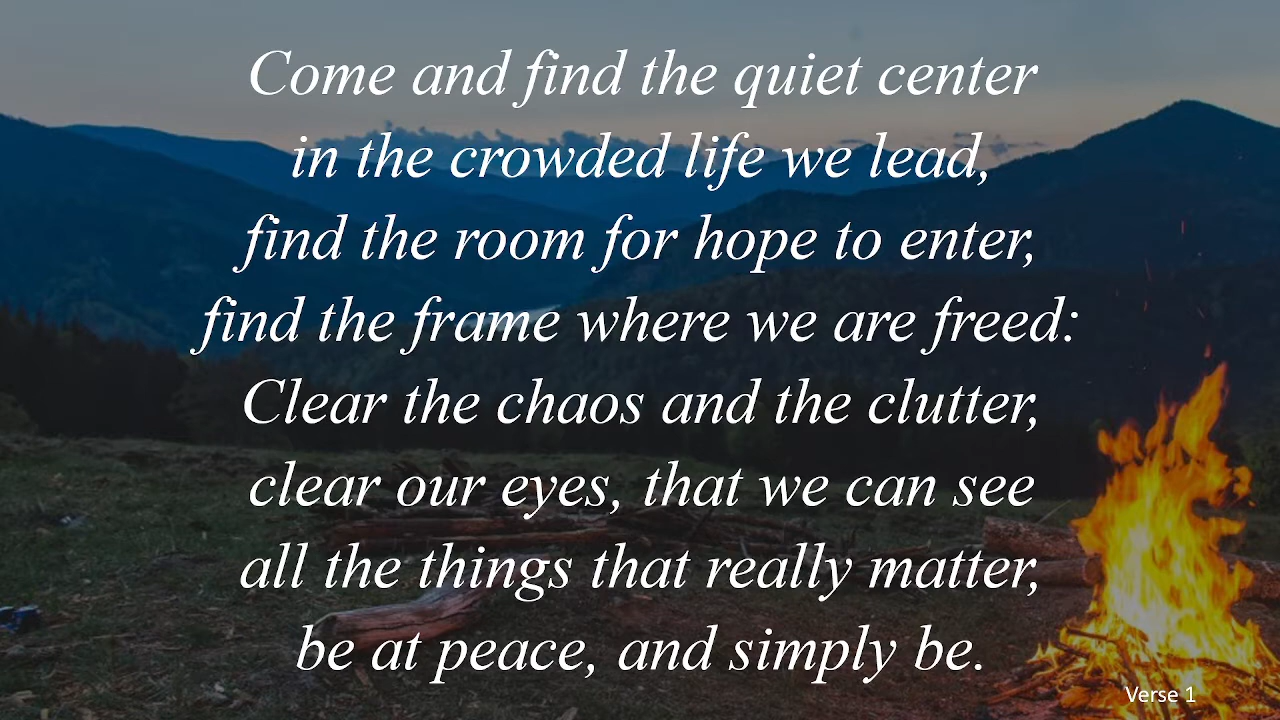 Come and find the quiet center
in the crowded life we lead,
find the room for hope to enter,
find the frame where we are freed:
Clear the chaos and the clutter,
clear our eyes, that we can see
all the things that really matter,
be at peace, and simply be.
Verse 1